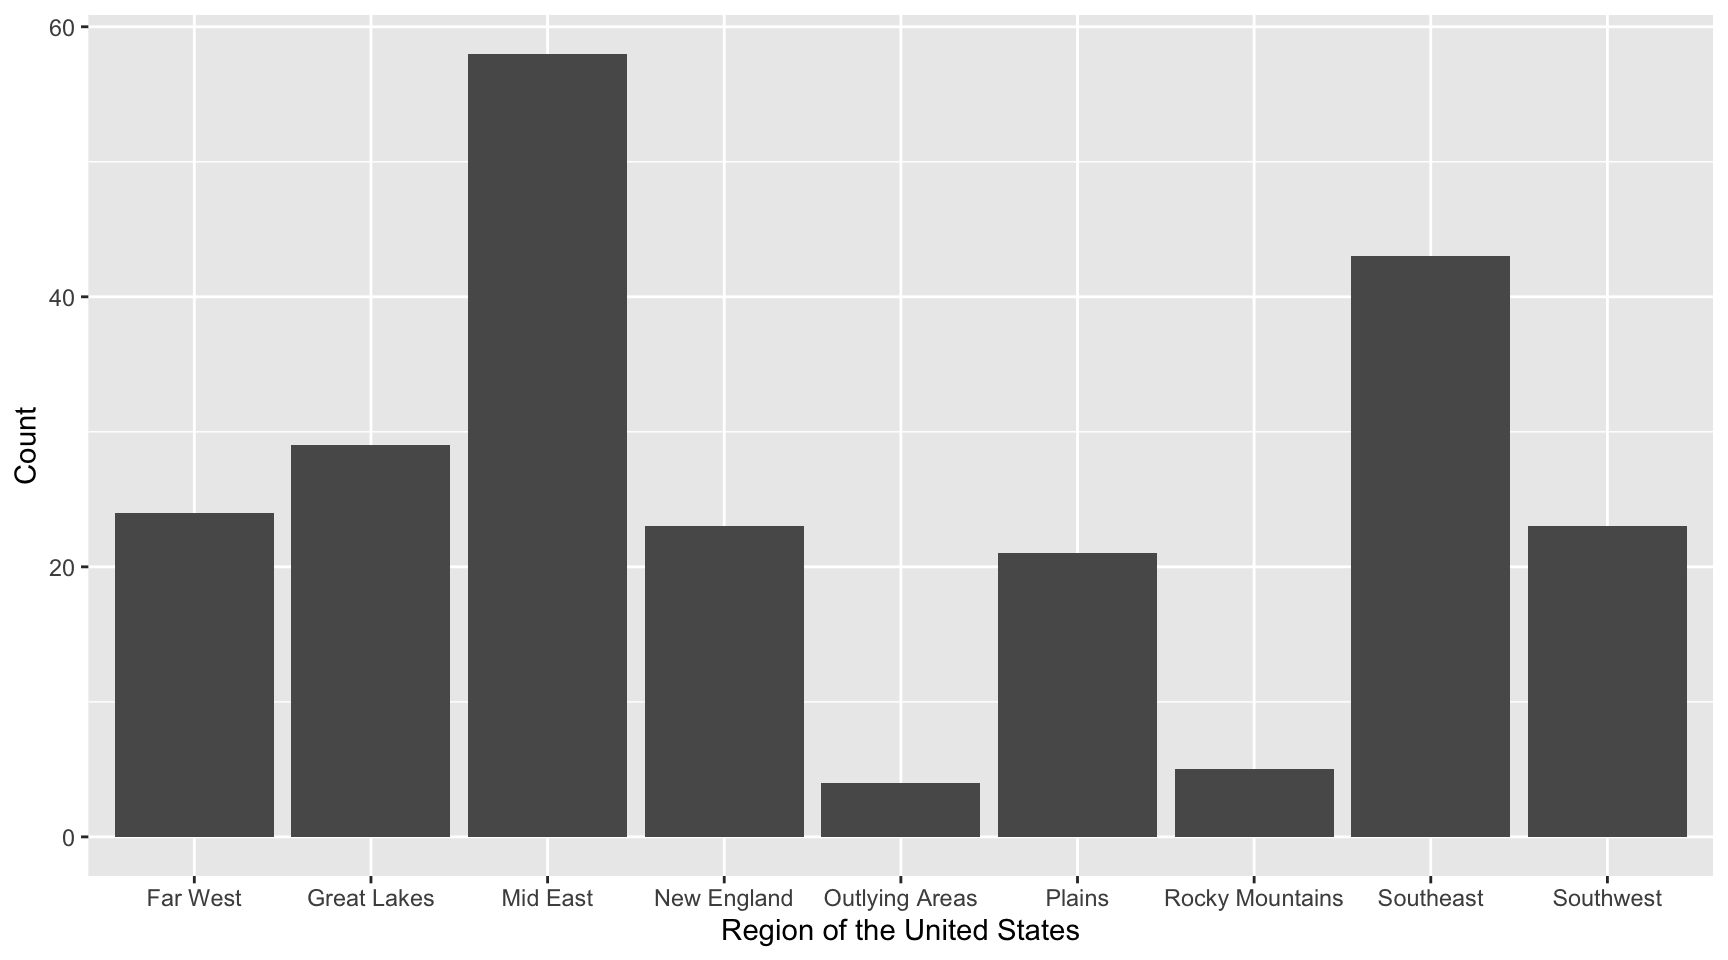 60
40
20
0
Count
Far West
Great Lakes
Mid East
New England
Outlying Areas
Plains
Rocky Mountains
Southeast
Southwest
Region of the United States